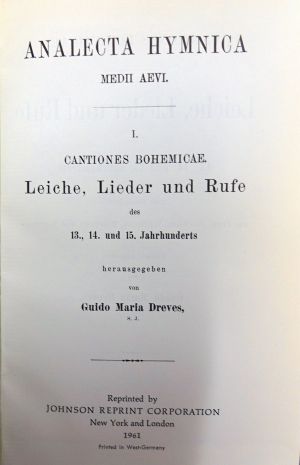 ANALECTA HYMNICA
MEDII AEVI.
I.
CANTIONES BOHEMICAE.
Leiche, Lieder und Rufe
des
13., 14. und 15. Jahrhunderts
herausgegeben
von
Guido Maria Dreves,
S. J.
Reprinted by
JOHNSON REPRINT CORPORATION
New York and London
1961
Printed in West-Germany